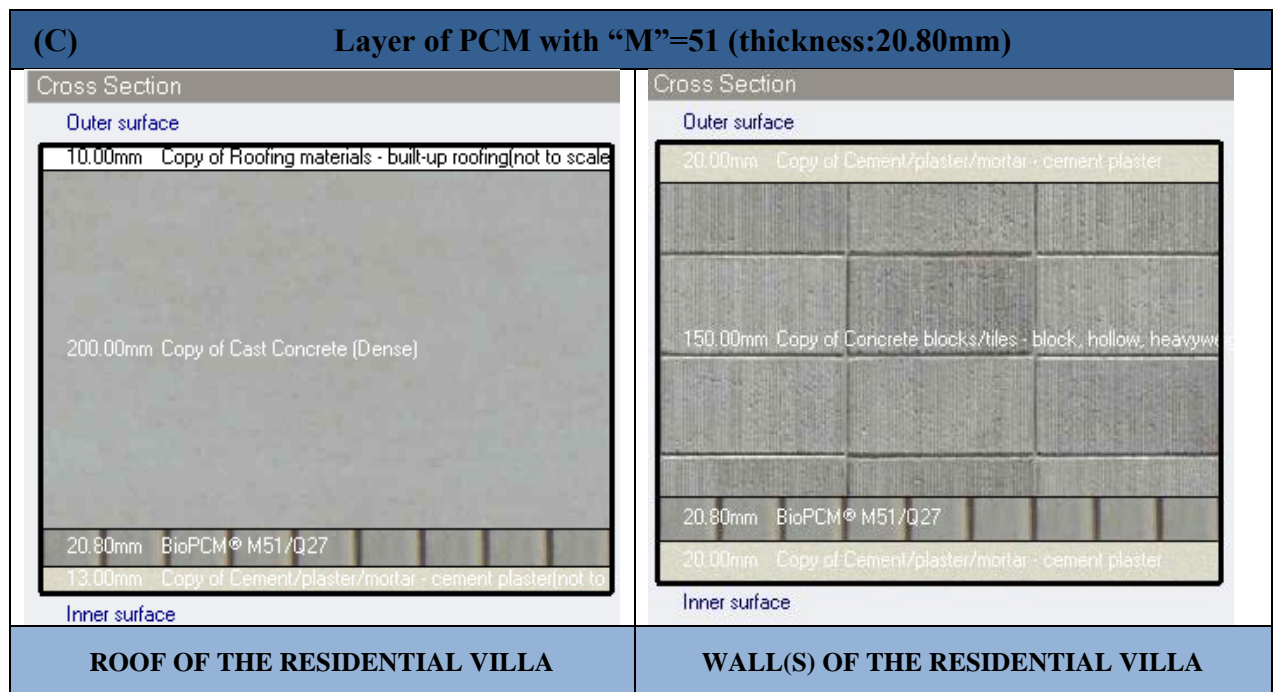 (C) Layer of PCM with “M”=51 (thickness:20.80mm)
Cross Section
Outer surface
10.00mm Copy of Roofing materials - built-up roofing(not to scale
200.00mm Copy of Cast Concrete (Dense)
20.80mm BioPCM® M51/Q27
13.00mm Copy of Cement/plaster/mortar - cement plaster(not to
Inner surface
ROOF OF THE RESIDENTIAL VILLA
Cross Section
Outer surface
20.00mm Copy of Cement/plaster/mortar - cement plaster
150.00mm Copy of Concrete blocks/tiles - block, hollow, heavywe
20.80mm BioPCM® M51/Q27
20.00mm Copy of Cement/plaster/mortar - cement plaster
Inner surface
WALL(S) OF THE RESIDENTIAL VILLA